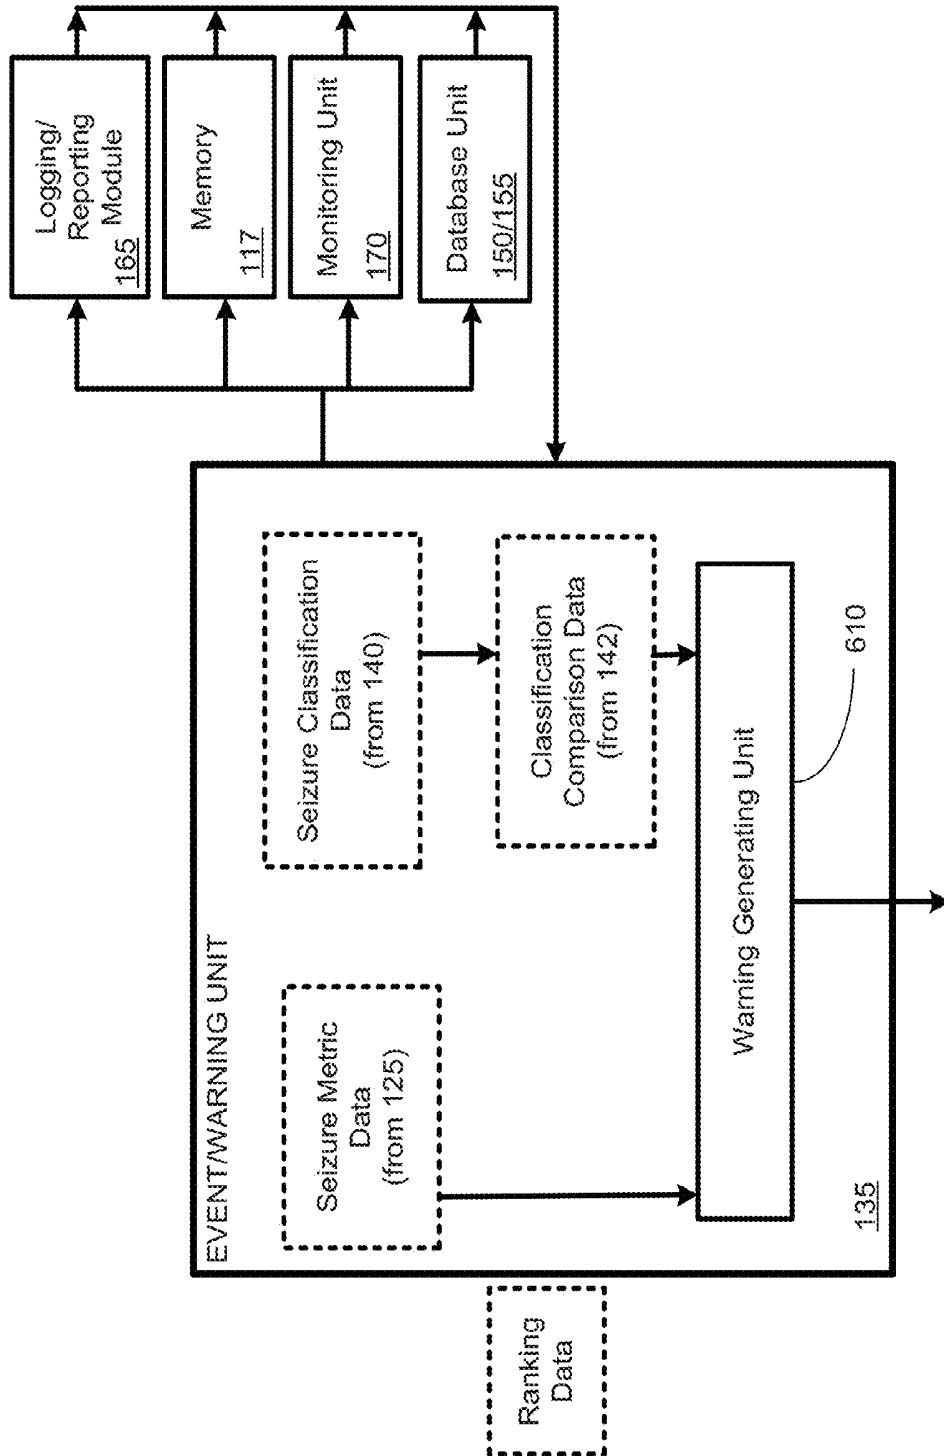 Ranking
Data
EVENT/WARNING UNIT
Seizure Metric
Data
(from 125)
Seizure Classification
Data
(from 140)
Classification
Comparison Data
(from 142)
Warning Generating Unit
610
135
Logging/
Reporting
Module
165
Memory
117
Monitoring Unit
170
Database Unit
150/155